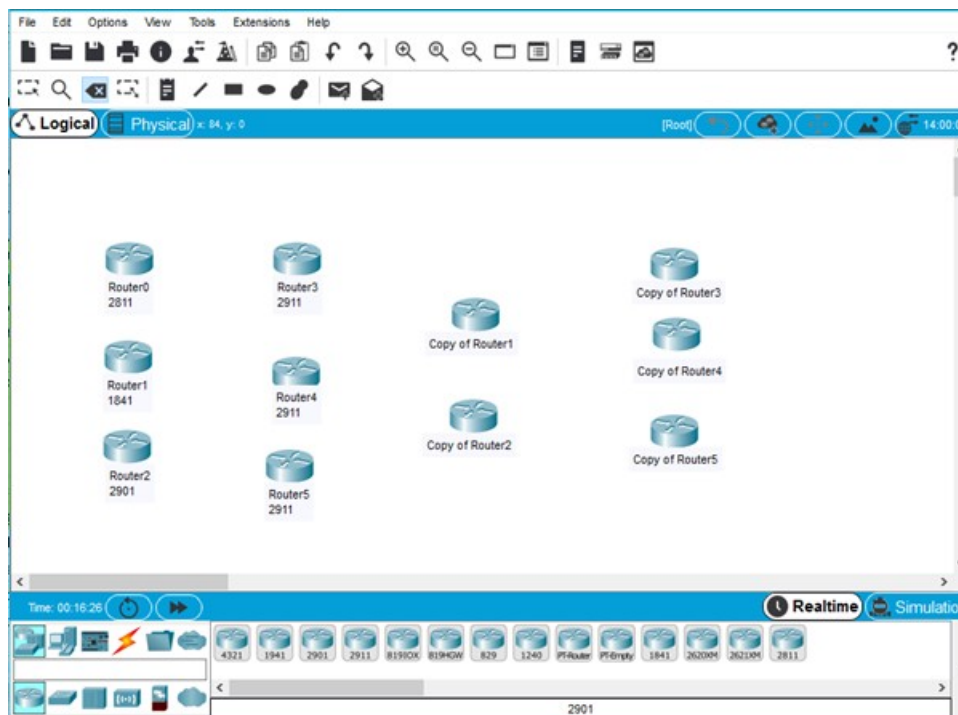 File Edit Options View Tools Extensions Help
?
Logical Physical x: 84, y: 0 [Root] 14:00:0
Router0
2811
Router3
2911
Copy of Router3
Copy of Router1
Copy of Router4
Router1
1841
Router4
2911
Copy of Router2
Copy of Router5
Router2
2901
Router5
2911
Time: 00:16:26 Realtime Simulatio
4321 1941 2901 2911 819IOX 819HGW 829 1240 PT-Router PT-Empty 1841 2620XM 2621XM 2811
2901